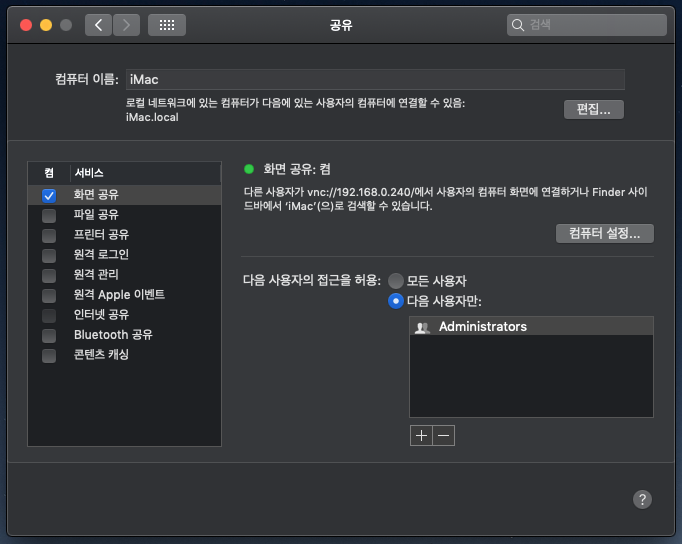 공유
검색
컴퓨터 이름:
iMac
로컬 네트워크에 있는 컴퓨터가 다음에 있는 사용자의 컴퓨터에 연결할 수 있음:
iMac.local
편집...
켬
서비스
화면 공유
파일 공유
프린터 공유
원격 로그인
원격 관리
원격 Apple 이벤트
인터넷 공유
Bluetooth 공유
콘텐츠 캐싱
화면 공유: 켬
다른 사용자가 vnc://192.168.0.240/에서 사용자의 컴퓨터 화면에 연결하거나 Finder 사이
드바에서 ‘iMac’(으)로 검색할 수 있습니다.
컴퓨터 설정...
다음 사용자의 접근을 허용:
모든 사용자
다음 사용자만:
Administrators
?